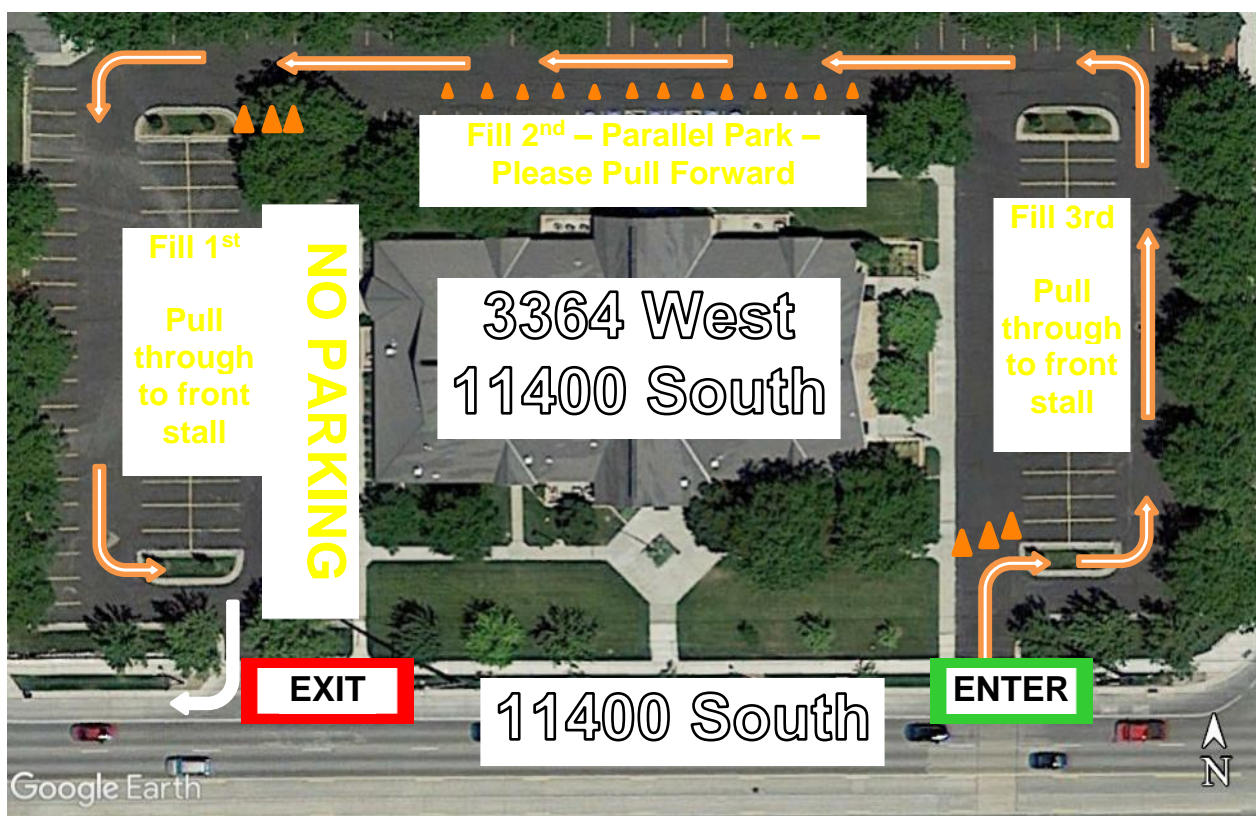 Fill 2nd – Parallel Park –
Please Pull Forward
Fill 1st
Pull
through
to front
stall
NO PARKING
3364 West
11400 South
Fill 3rd
Pull
through
to front
stall
EXIT
11400 South
ENTER
N
Google Earth